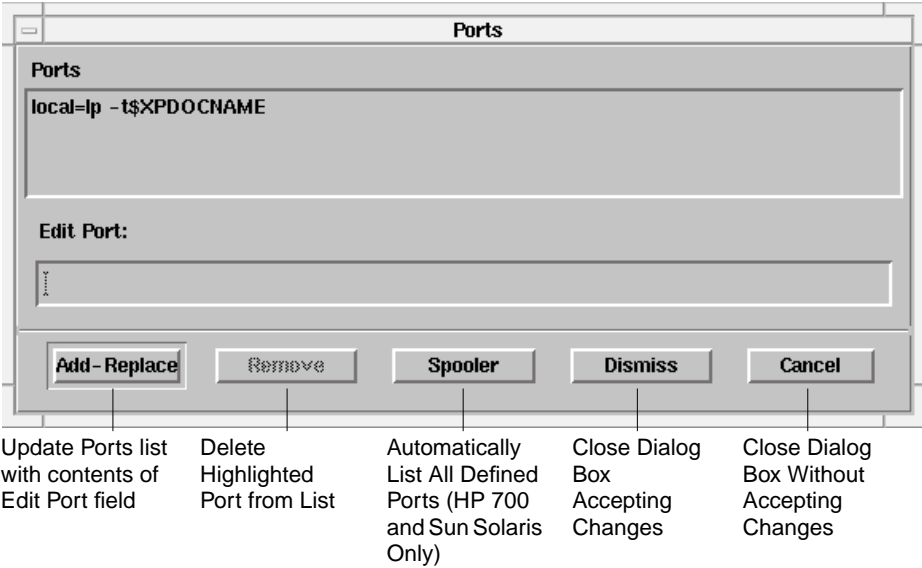 Ports
Ports
local=lp -t$XPDOCNAME
Edit Port:
Add-Replace
Remove
Spooler
Dismiss
Cancel
Update Ports list
with contents of
Edit Port field
Delete
Highlighted
Port from List
Automatically
List All Defined
Ports (HP 700
and Sun Solaris
Only)
Close Dialog
Box
Accepting
Changes
Close Dialog
Box Without
Accepting
Changes